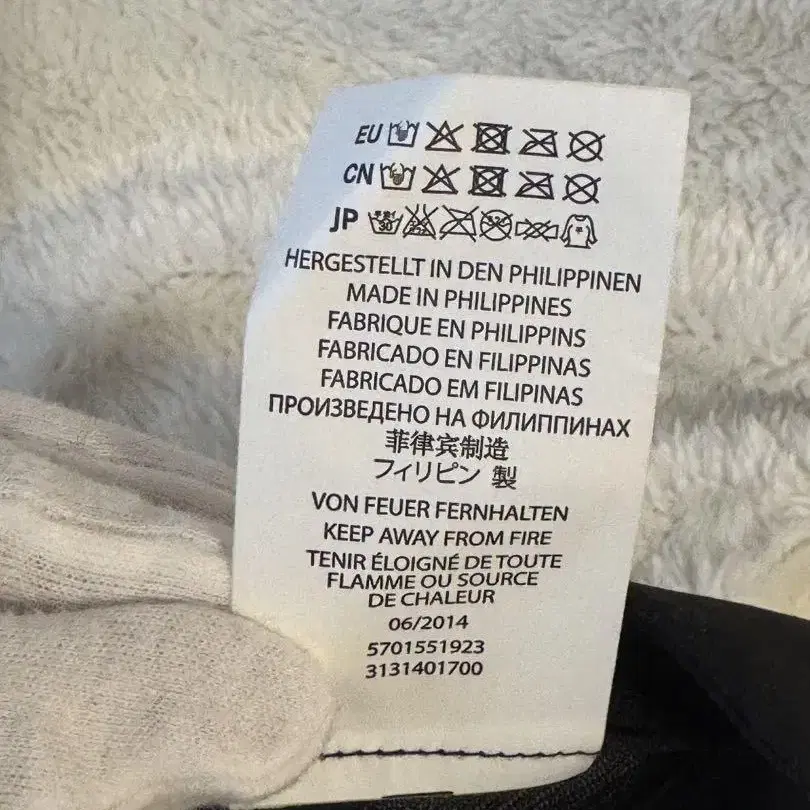 EU
CN
JP 30
HERGESTELLT IN DEN PHILIPPINEN
MADE IN PHILIPPINES
FABRIQUE EN PHILIPPINS
FABRICADO EN FILIPPINAS
FABRICADO EM FILIPINAS
ПРОИЗВЕДЕНО НА ФИЛИППИНАХ
菲律宾制造
フィリピン 製
VON FEUER FERNHALTEN
KEEP AWAY FROM FIRE
TENIR ÉLOIGNÉ DE TOUTE
FLAMME OU SOURCE
DE CHALEUR
06/2014
5701551923
3131401700